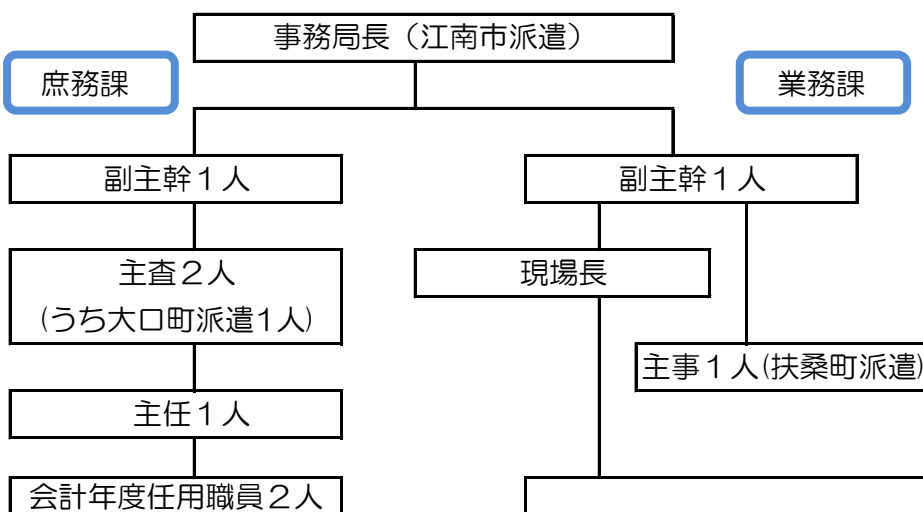 事務局長（江南市派遣）
庶務課
業務課
副主幹１人
副主幹１人
主査２人
(うち大口町派遣1人)
現場長
主事１人(扶桑町派遣)
主任１人
会計年度任用職員２人